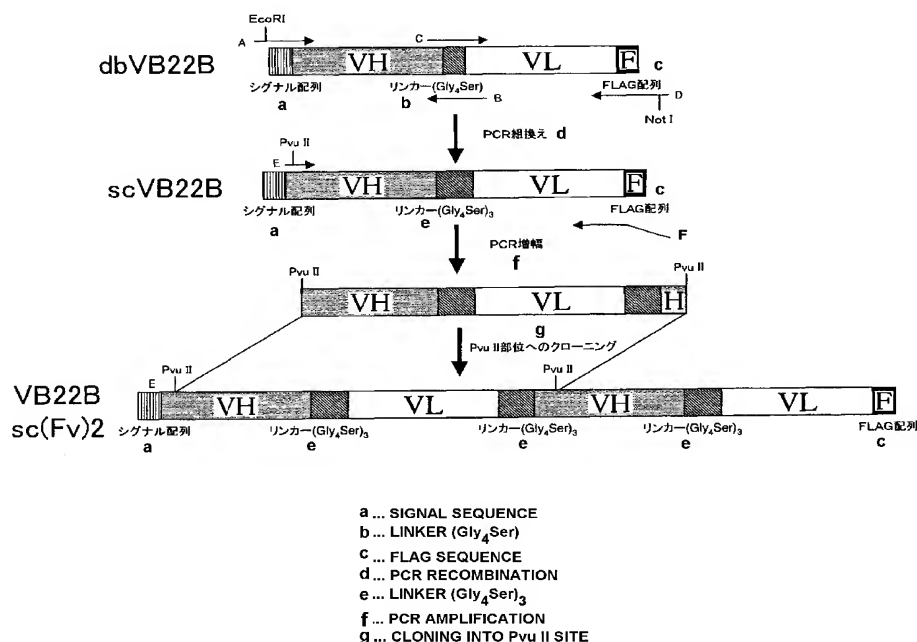 EcoRI
A
C
dbVB22B
VH
VL
F
c
シグナル配列
リンカー(Gly4Ser)
FLAG配列
a
b
B
D
Not I
PCR組換え d
Pvu II
E
scVB22B
VH
VL
F
c
シグナル配列
リンカー(Gly4Ser)3
FLAG配列
a
e
F
PCR増幅
f
Pvu II
Pvu II
VH
VL
H
g
Pvu II部位へのクローニング
E
Pvu II
Pvu II
VB22B
sc(Fv)2
VH
VL
VH
VL
F
シグナル配列
リンカー(Gly4Ser)3
リンカー(Gly4Ser)3
リンカー(Gly4Ser)3
FLAG配列
a
e
e
e
c
a ... SIGNAL SEQUENCE
b ... LINKER (Gly4Ser)
c ... FLAG SEQUENCE
d ... PCR RECOMBINATION
e ... LINKER (Gly4Ser)3
f ... PCR AMPLIFICATION
g ... CLONING INTO Pvu II SITE